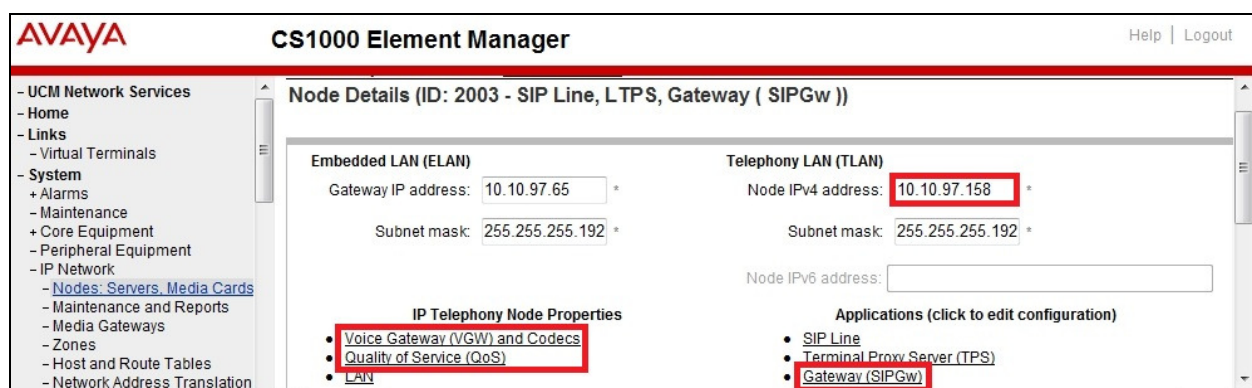 AVAYA
CS1000 Element Manager
Help | Logout
- UCM Network Services
- Home
- Links
- Virtual Terminals
- System
+ Alarms
- Maintenance
+ Core Equipment
- Peripheral Equipment
- IP Network
- Nodes: Servers, Media Cards
- Maintenance and Reports
- Media Gateways
- Zones
- Host and Route Tables
- Network Address Translation
Node Details (ID: 2003 - SIP Line, LTPS, Gateway ( SIPGw ))
Embedded LAN (ELAN)
Gateway IP address: 10.10.97.65 *
Subnet mask: 255.255.255.192 *
Telephony LAN (TLAN)
Node IPv4 address: 10.10.97.158 *
Subnet mask: 255.255.255.192 *
Node IPv6 address:
IP Telephony Node Properties
• Voice Gateway (VGW) and Codecs
• Quality of Service (QoS)
• LAN
Applications (click to edit configuration)
• SIP Line
• Terminal Proxy Server (TPS)
• Gateway (SIPGw)